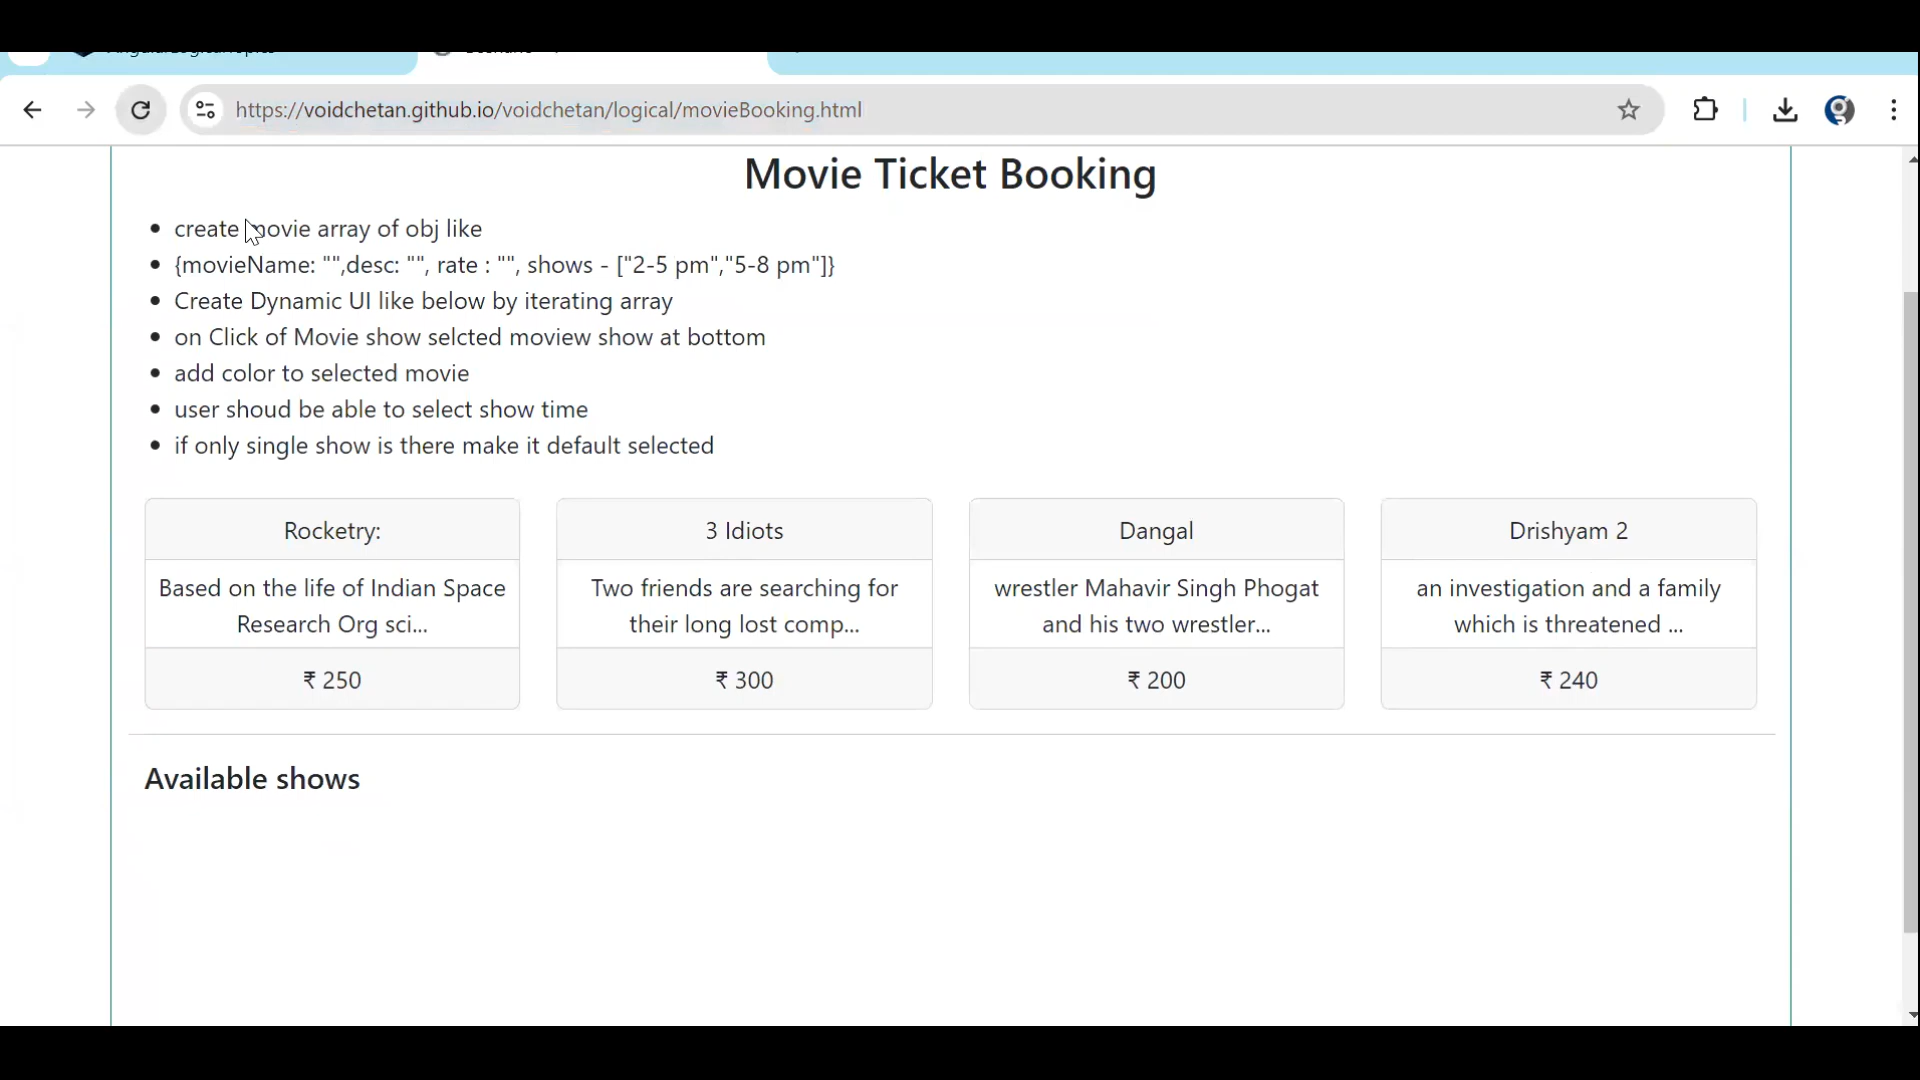 https://voidchetan.github.io/voidchetan/logical/movieBooking.html
Movie Ticket Booking
create movie array of obj like
{movieName: "",desc: "", rate : "", shows - ["2-5 pm","5-8 pm"]}
Create Dynamic UI like below by iterating array
on Click of Movie show selcted moview show at bottom
add color to selected movie
user shoud be able to select show time
if only single show is there make it default selected
Rocketry:
Based on the life of Indian Space
Research Org sci...
₹ 250
3 Idiots
Two friends are searching for
their long lost comp...
₹ 300
Dangal
wrestler Mahavir Singh Phogat
and his two wrestler...
₹ 200
Drishyam 2
an investigation and a family
which is threatened ...
₹ 240
Available shows